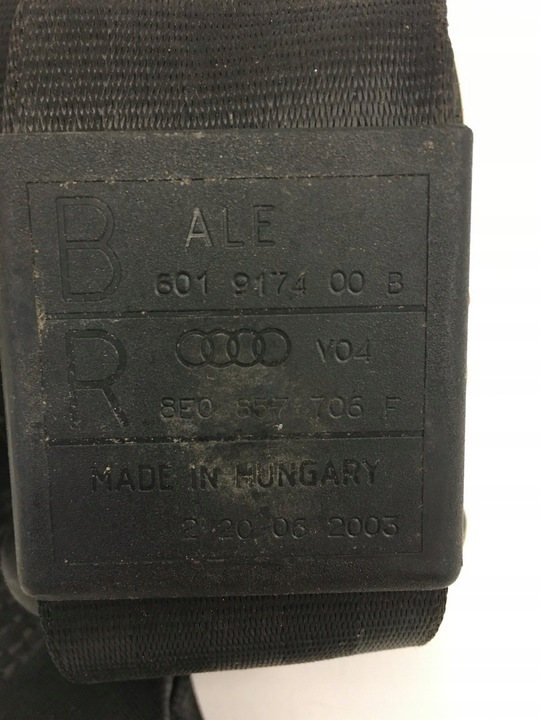 B ALE
601 9174 00 B
R V04
8E0 857 706 F
MADE IN HUNGARY
2 20 06 2003